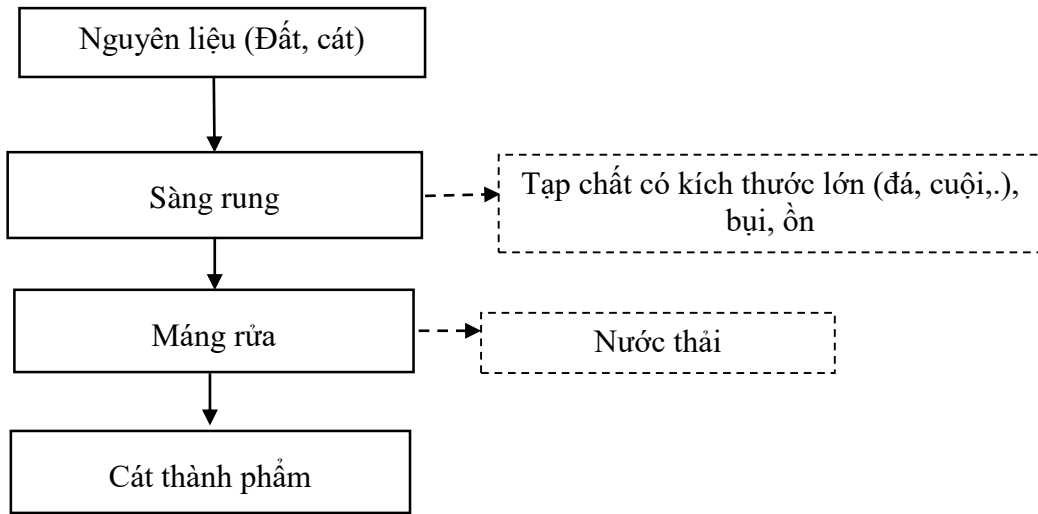 Nguyên liệu (Đất, cát)
Sàng rung
Tạp chất có kích thước lớn (đá, cuội,.),
bụi, ồn
Máng rửa
Nước thải
Cát thành phẩm